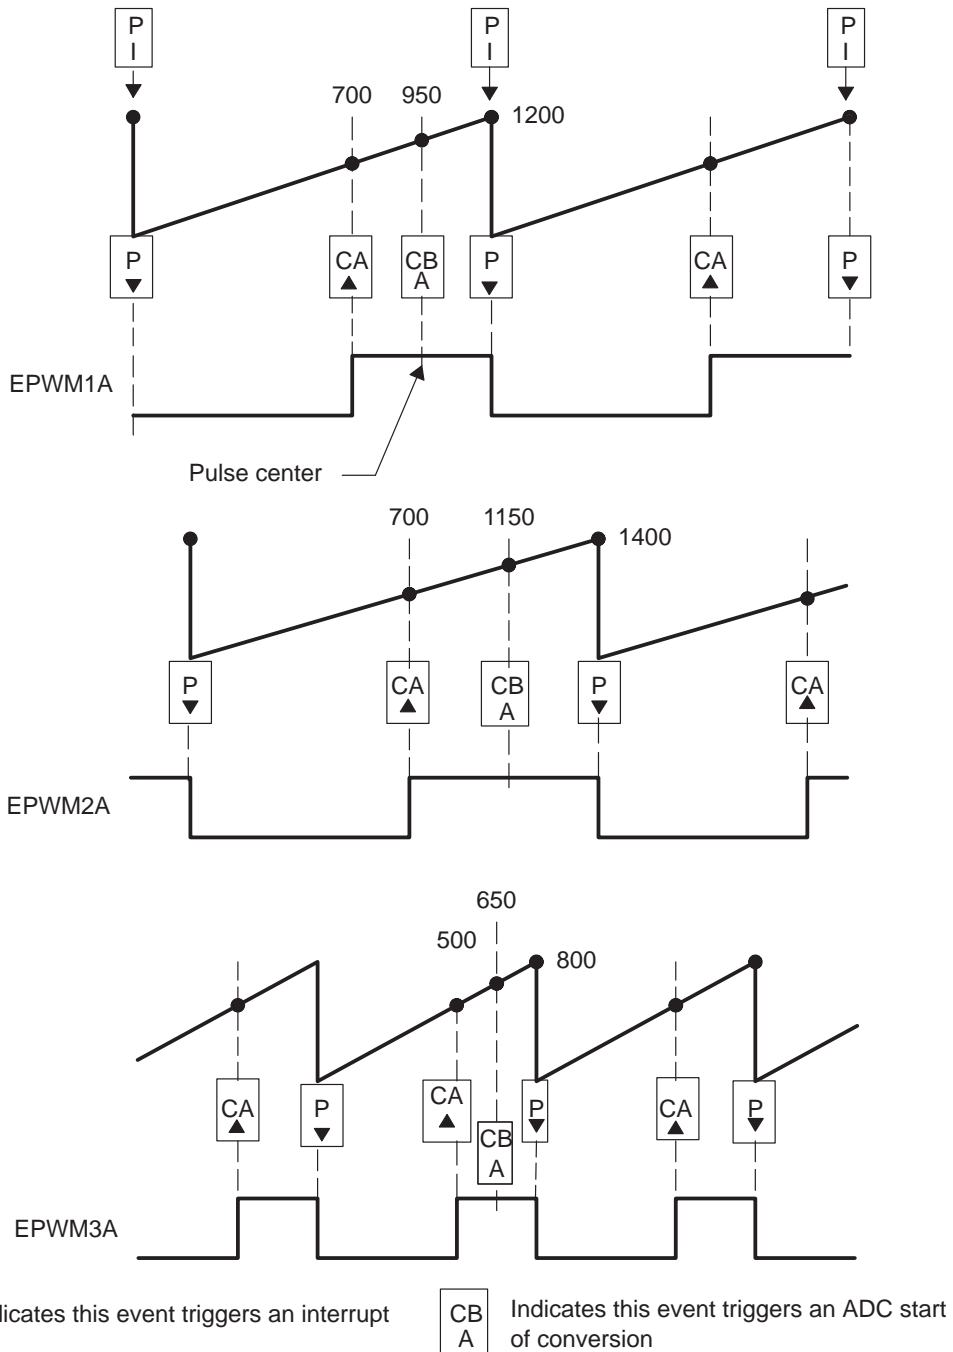 P
I
P
I
P
I
700 950
1200
P
CA
CB
A
P
CA
P
EPWM1A
Pulse center
700 1150
1400
P
CA
CB
A
P
CA
EPWM2A
650
500
800
CA
P
CA
CB
A
P
CA
P
EPWM3A
dicates this event triggers an interrupt
CB
A
Indicates this event triggers an ADC start
of conversion